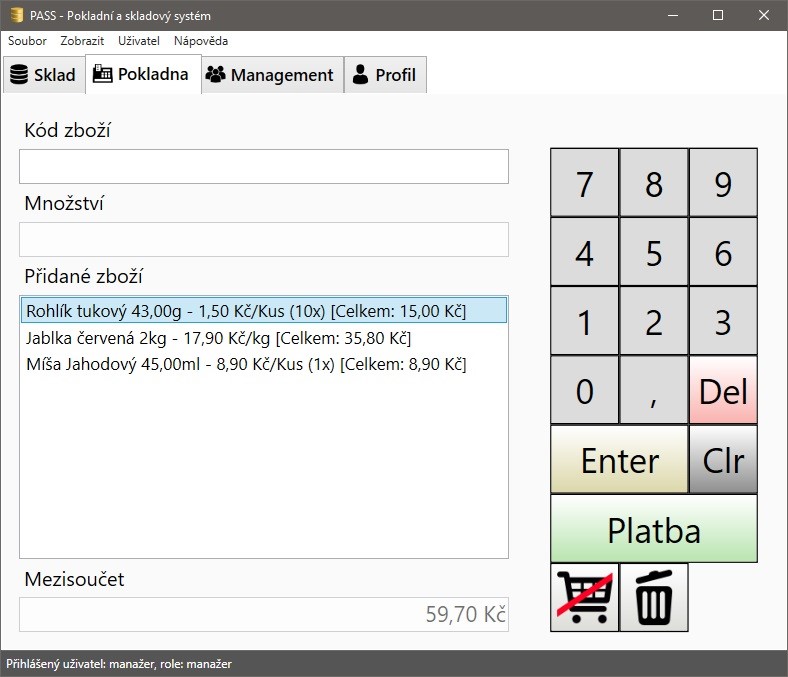 PASS - Pokladní a skladový systém
Soubor Zobrazit Uživatel Nápověda
Sklad Pokladna Management Profil
Kód zboží
Množství
Přidané zboží
Rohlík tukový 43,00g - 1,50 Kč/Kus (10x) [Celkem: 15,00 Kč]
Jablka červená 2kg - 17,90 Kč/kg [Celkem: 35,80 Kč]
Míša Jahodový 45,00ml - 8,90 Kč/Kus (1x) [Celkem: 8,90 Kč]
Mezisoučet
59,70 Kč
7 8 9
4 5 6
1 2 3
0 , Del
Enter Clr
Platba
Přihlášený uživatel: manažer, role: manažer